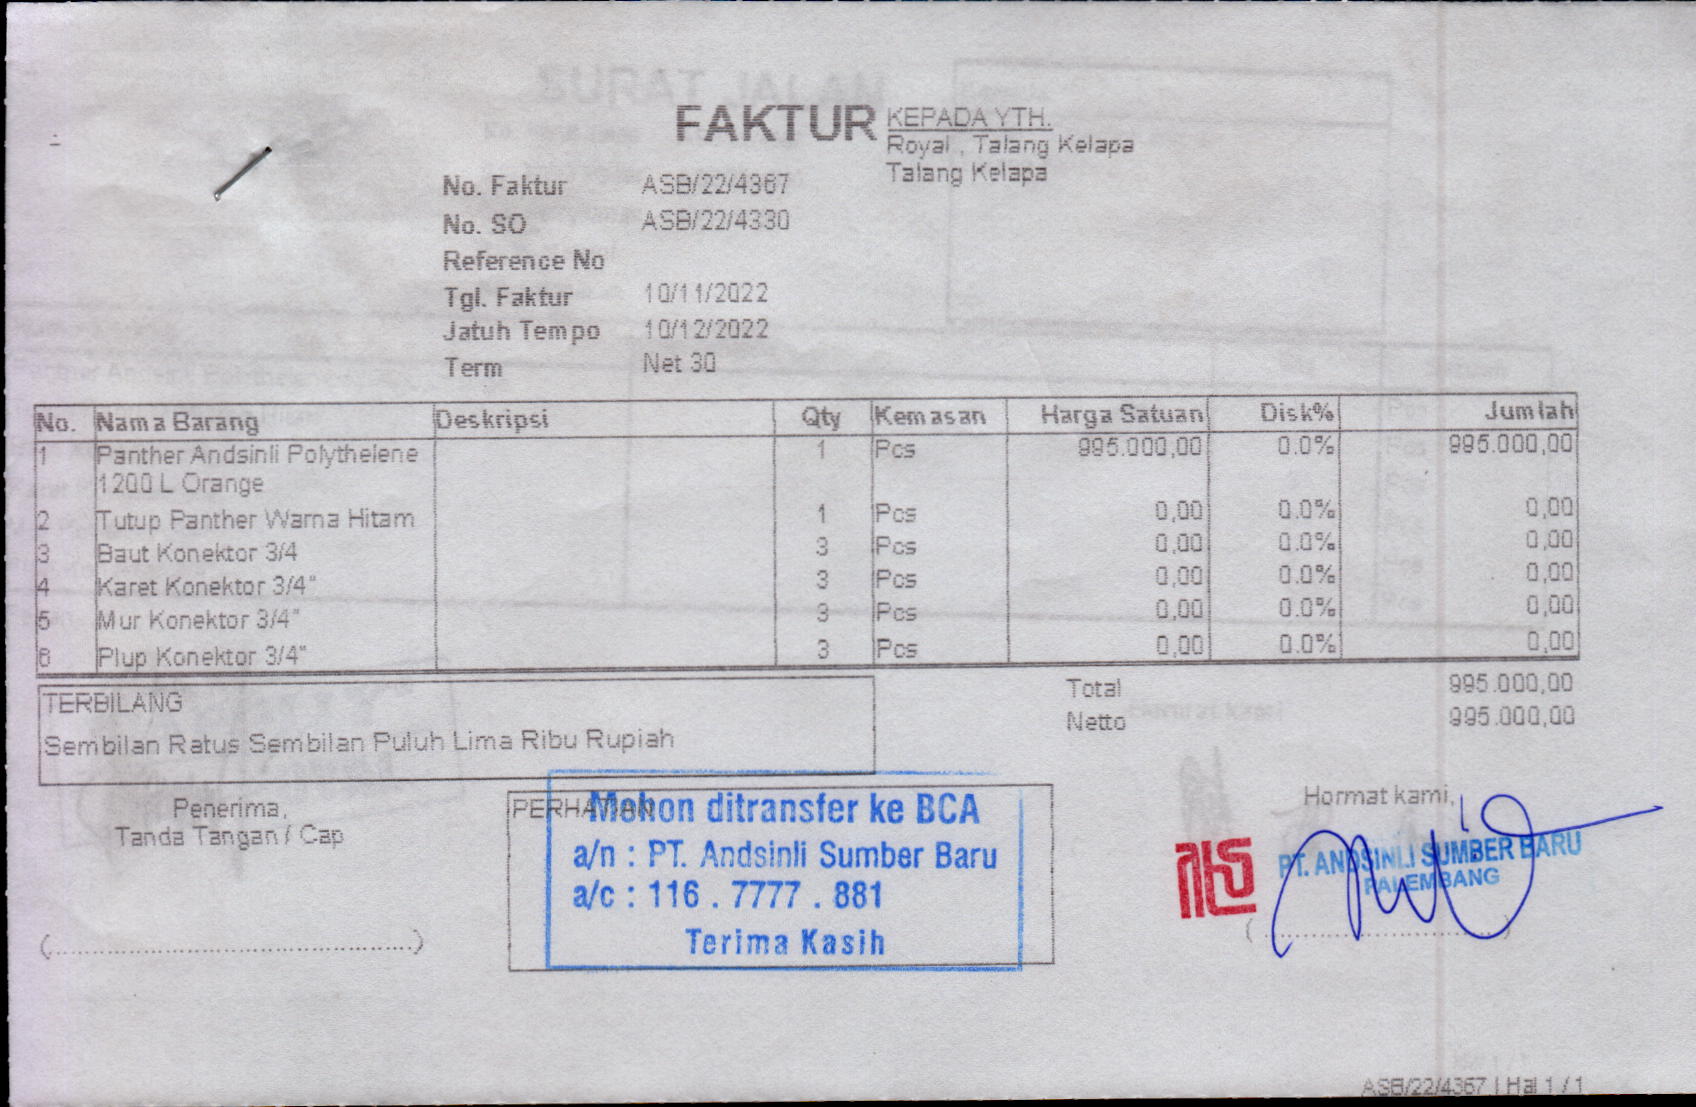 FAKTUR
KEPADA YTH.
Royal , Talang Kelapa
Talang Kelapa
No. Faktur ASB/22/4367
No. SO ASB/22/4330
Reference No
Tgl. Faktur 10/11/2022
Jatuh Tempo 10/12/2022
Term Net 30
No. Nama Barang Deskripsi Qty Kemasan Harga Satuan Disk% Jumlah
1 Panther Andsinli Polythelene 1 Pcs 995.000,00 0.0% 995.000,00
1200 L Orange
2 Tutup Panther Warna Hitam 1 Pcs 0,00 0.0% 0,00
3 Baut Konektor 3/4 3 Pcs 0,00 0.0% 0,00
4 Karet Konektor 3/4" 3 Pcs 0,00 0.0% 0,00
5 Mur Konektor 3/4" 3 Pcs 0,00 0.0% 0,00
6 Plup Konektor 3/4" 3 Pcs 0,00 0.0% 0,00
Total 995.000,00
Netto 995.000,00
TERBILANG
Sembilan Ratus Sembilan Puluh Lima Ribu Rupiah
Penerima,
Tanda Tangan / Cap
(........................................)
PERHATIAN
Mohon ditransfer ke BCA
a/n : PT. Andsinli Sumber Baru
a/c : 116 . 7777 . 881
Terima Kasih
Hormat kami,
PT. ANDSINLI SUMBER BARU
PALEMBANG
ASB/22/4367 | Hal 1 / 1